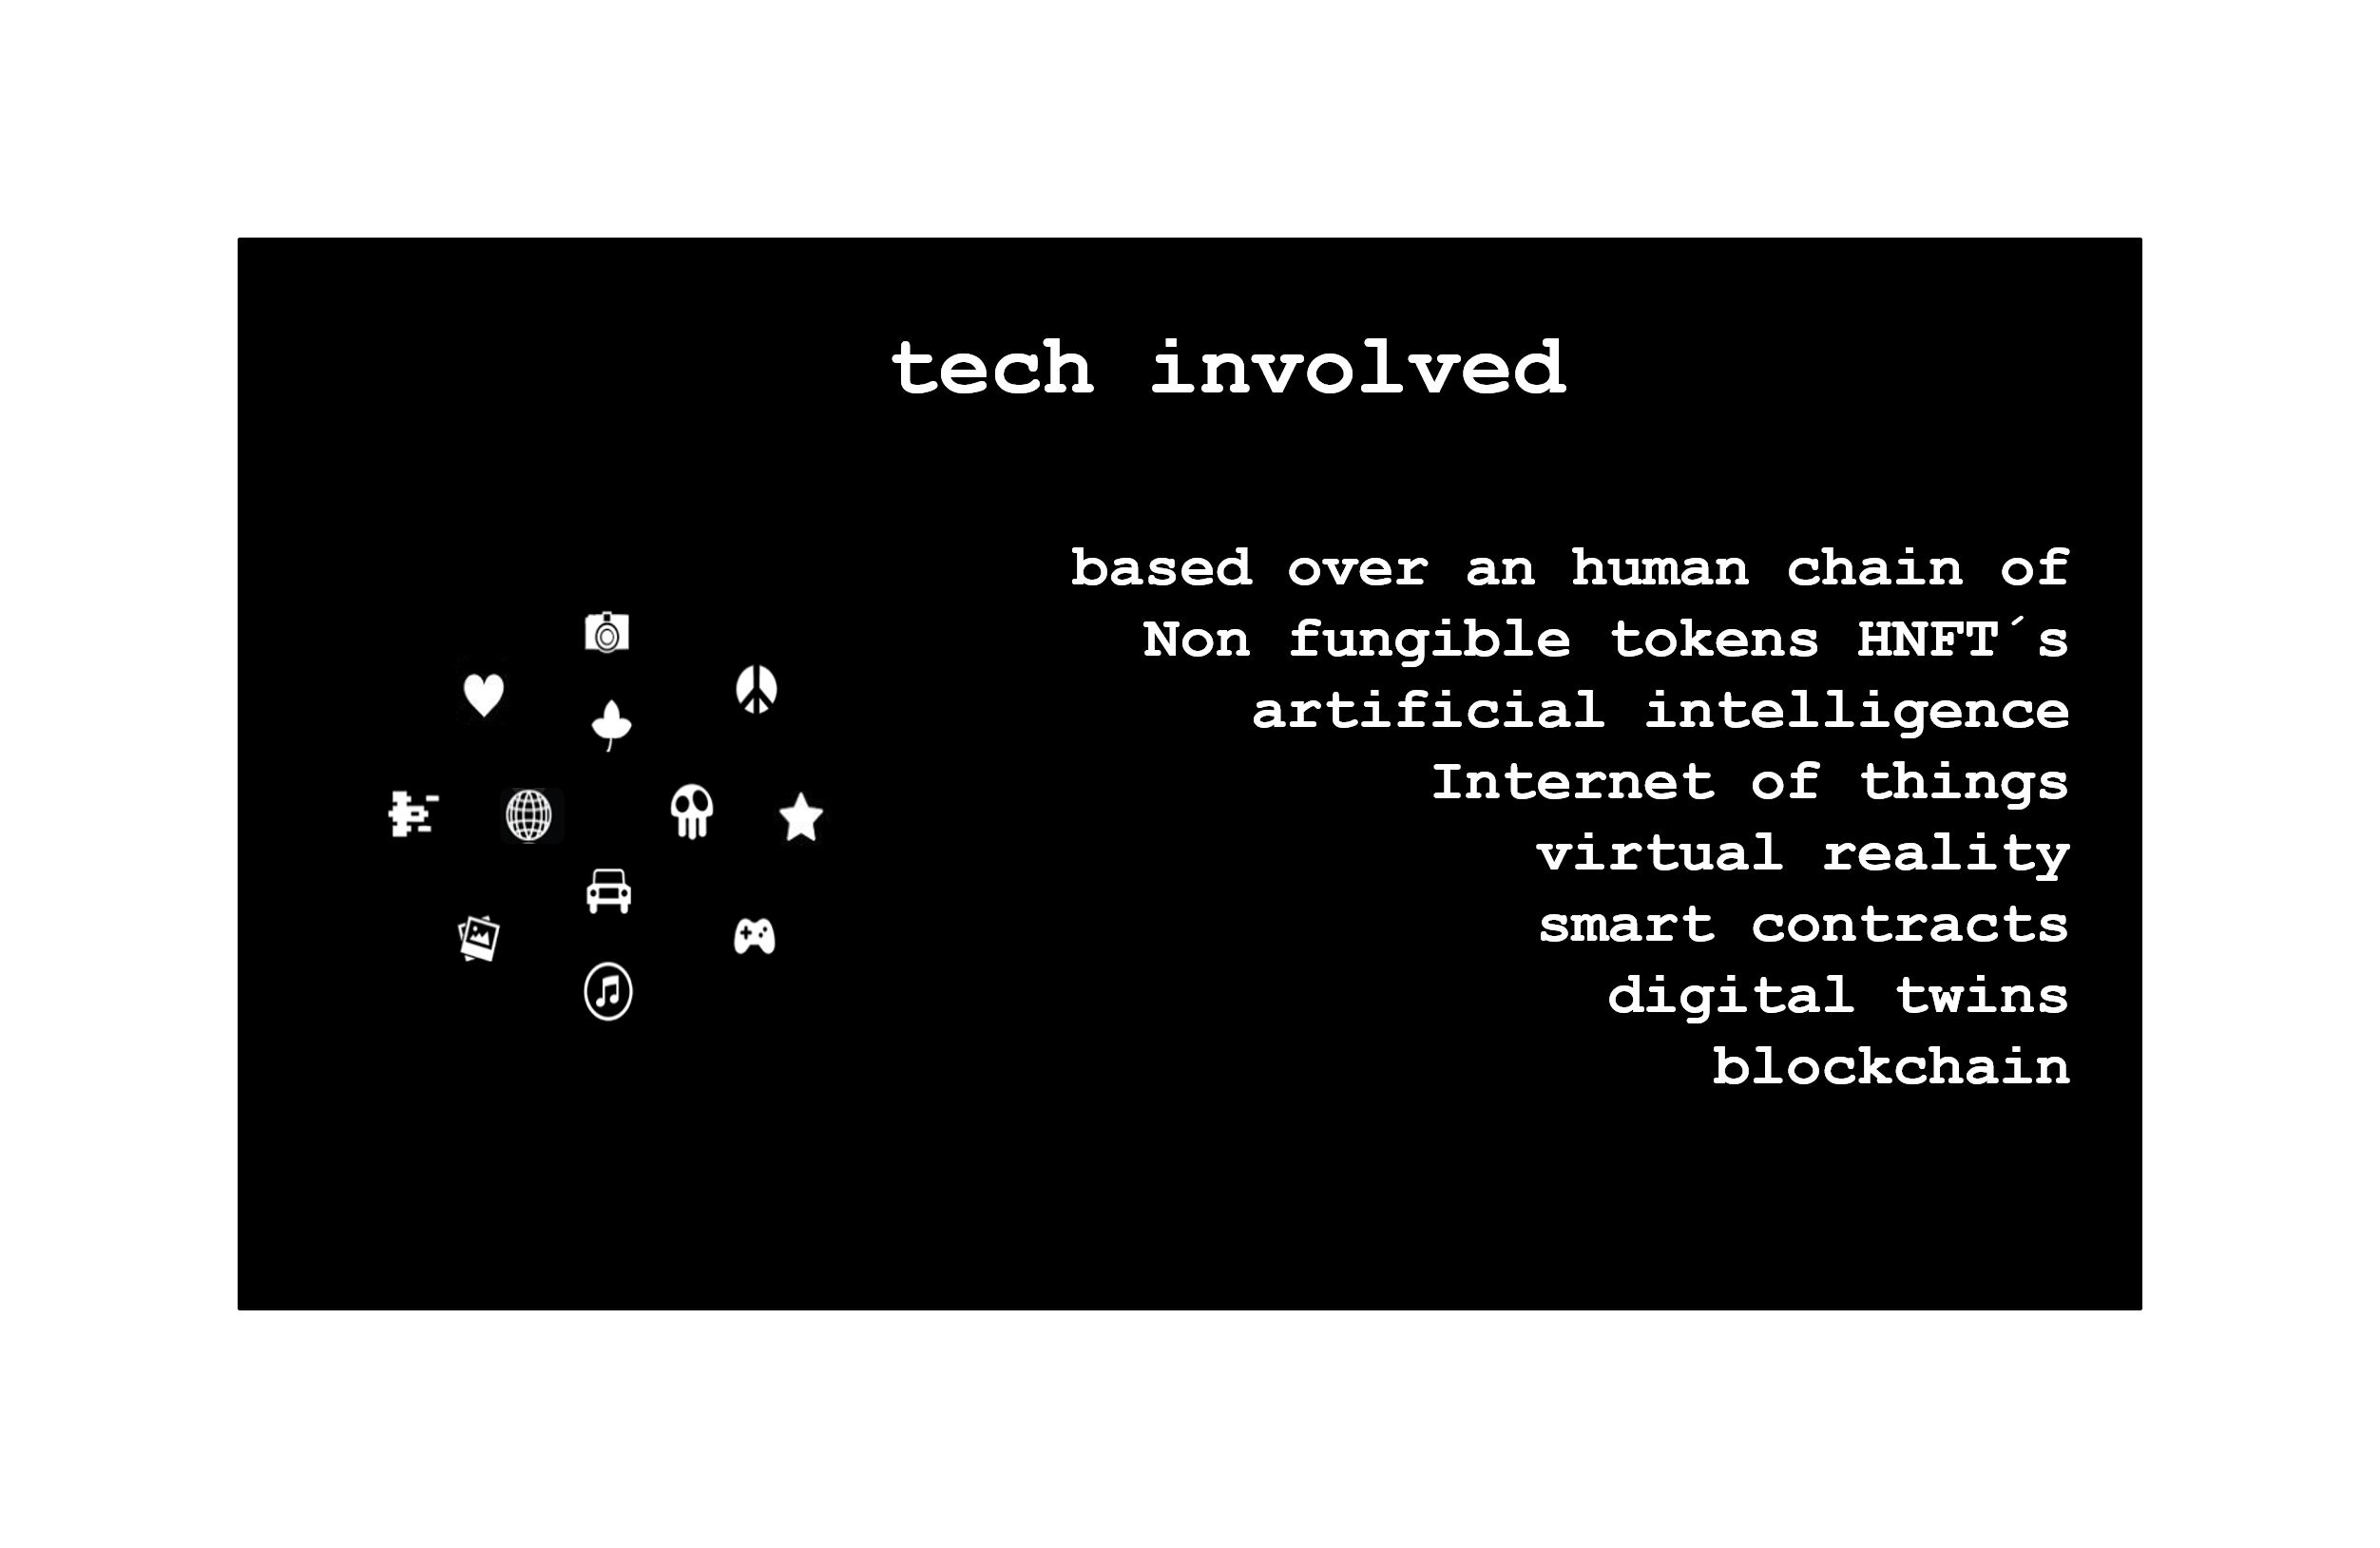 tech involved
based over an human chain of
Non fungible tokens HNFT´s
artificial intelligence
Internet of things
virtual reality
smart contracts
digital twins
blockchain